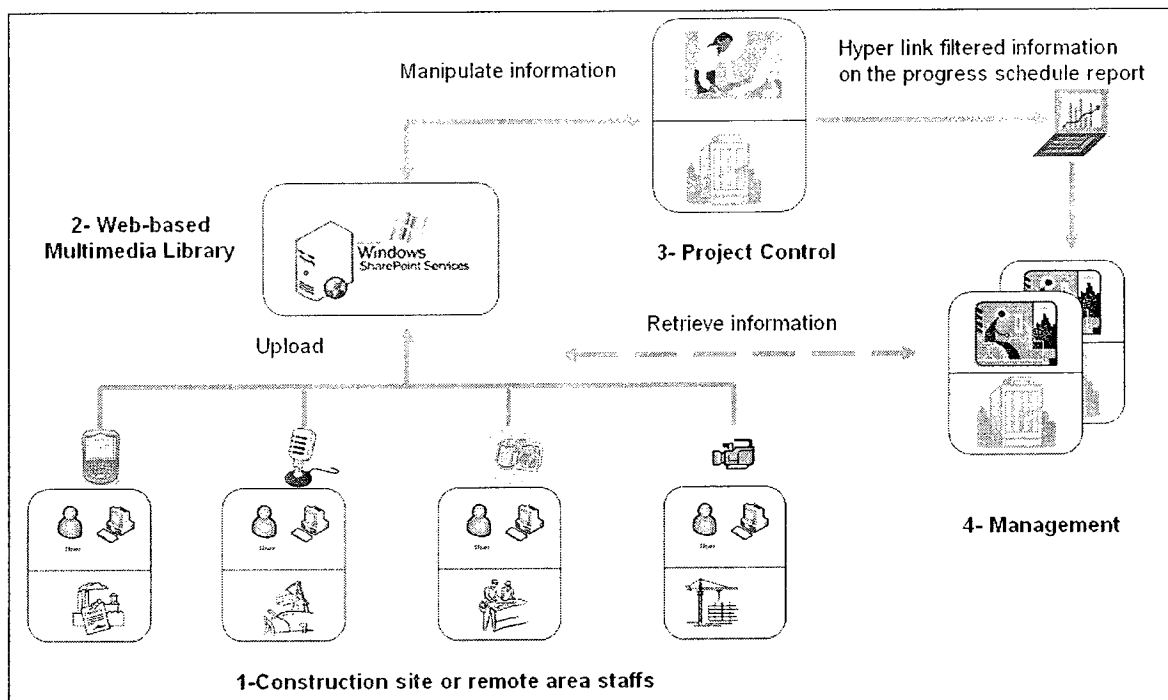 Manipulate information
Hyper link filtered information
on the progress schedule report
2- Web-based
Multimedia Library
Windows
SharePoint Services
3- Project Control
Upload
Retrieve information
4- Management
1-Construction site or remote area staffs